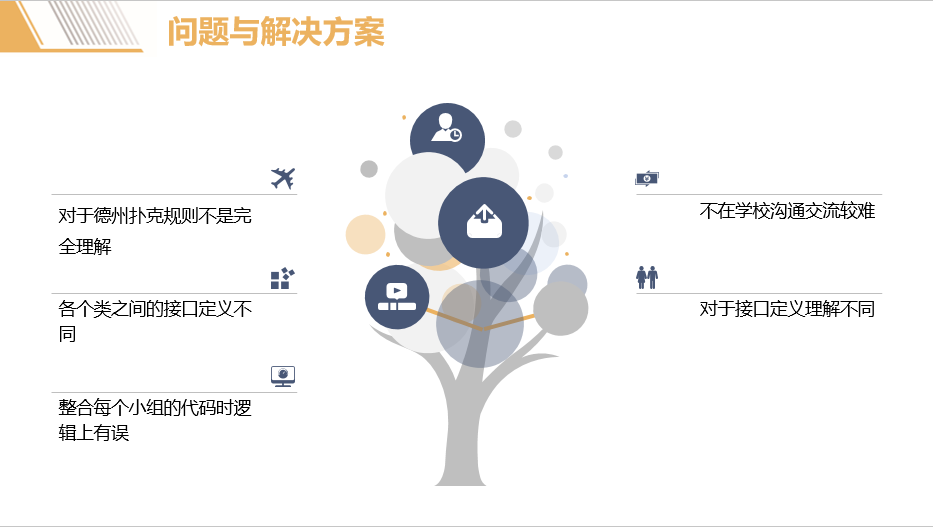 问题与解决方案
对于德州扑克规则不是完
全理解
各个类之间的接口定义不
同
整合每个小组的代码时逻
辑上有误
不在学校沟通交流较难
对于接口定义理解不同